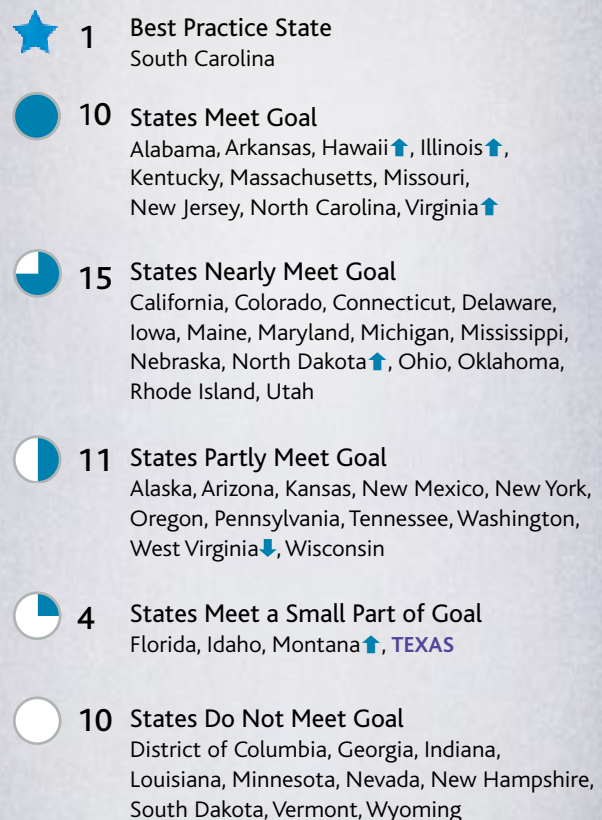 1 Best Practice State
South Carolina
10 States Meet Goal
Alabama, Arkansas, Hawaii⬆, Illinois⬆,
Kentucky, Massachusetts, Missouri,
New Jersey, North Carolina, Virginia⬆
15 States Nearly Meet Goal
California, Colorado, Connecticut, Delaware,
Iowa, Maine, Maryland, Michigan, Mississippi,
Nebraska, North Dakota⬆, Ohio, Oklahoma,
Rhode Island, Utah
11 States Partly Meet Goal
Alaska, Arizona, Kansas, New Mexico, New York,
Oregon, Pennsylvania, Tennessee, Washington,
West Virginia⬇, Wisconsin
4 States Meet a Small Part of Goal
Florida, Idaho, Montana⬆, TEXAS
10 States Do Not Meet Goal
District of Columbia, Georgia, Indiana,
Louisiana, Minnesota, Nevada, New Hampshire,
South Dakota, Vermont, Wyoming